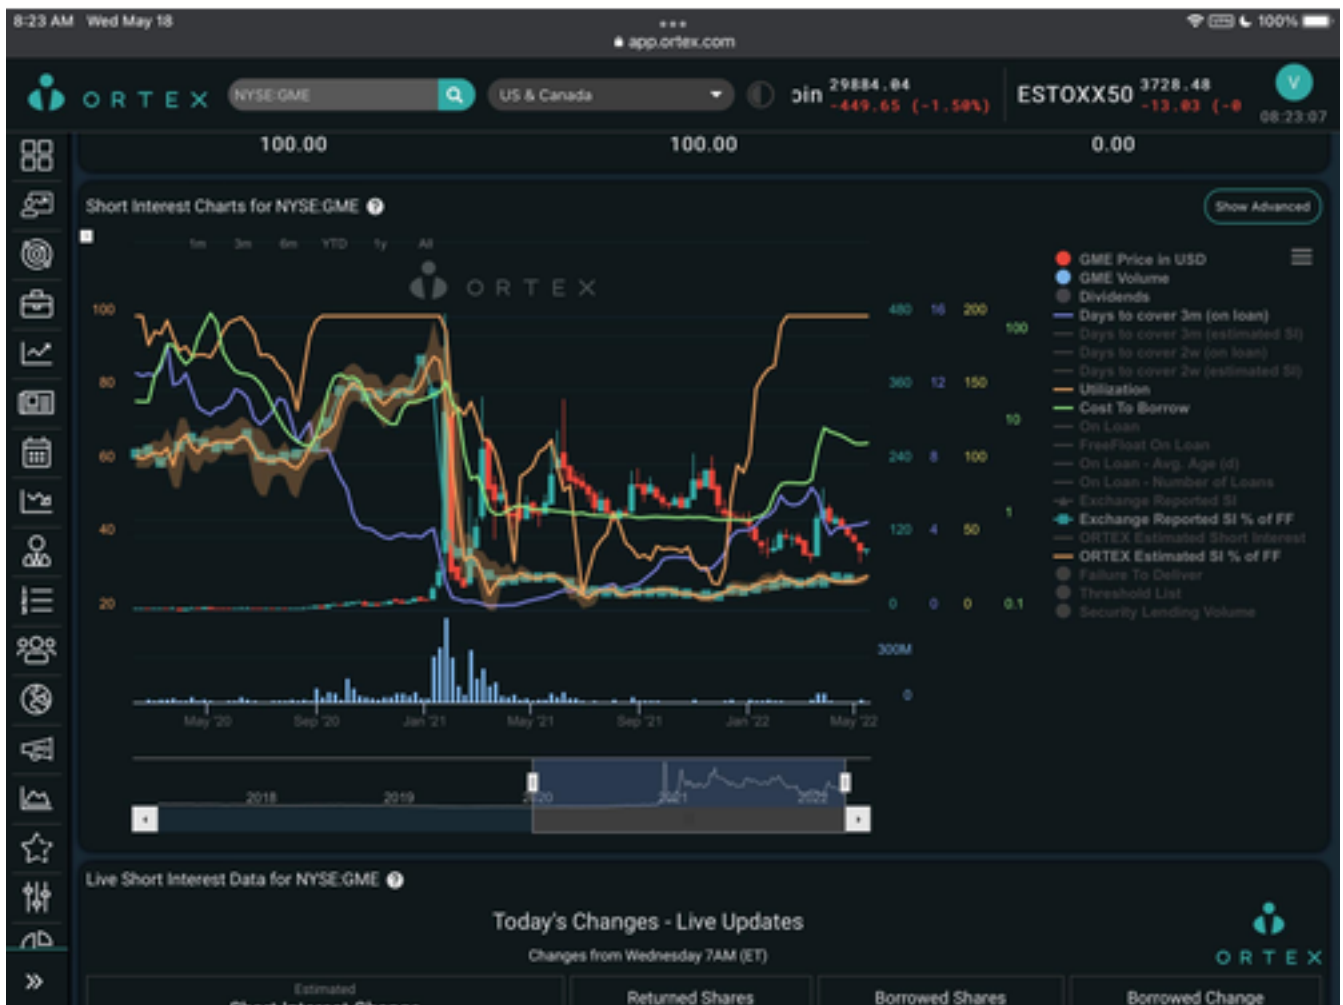 8:23 AM Wed May 18
100%
app.ortex.com
ORTEX
NYSE:GME
US & Canada
oin 29884.04
-449.65 (-1.50%)
ESTOXX50 3728.48
-13.03 (-0
V
08:23:07
100.00 100.00 0.00
Short Interest Charts for NYSE:GME ?
Show Advanced
1m 3m 6m YTD 1y All
ORTEX
100 480 16 200 100
80 360 12 150 10
60 240 8 100
40 120 4 50 1
20 0 0 0 0.1
300M
0
May '20 Sep '20 Jan '21 May '21 Sep '21 Jan '22 May '22
GME Price in USD
GME Volume
Dividends
Days to cover 3m (on loan)
Days to cover 3m (estimated SI)
Days to cover 2w (on loan)
Days to cover 2w (estimated SI)
Utilization
Cost To Borrow
On Loan
FreeFloat On Loan
On Loan - Avg. Age (d)
On Loan - Number of Loans
Exchange Reported SI
Exchange Reported SI % of FF
ORTEX Estimated Short Interest
ORTEX Estimated SI % of FF
Failure To Deliver
Threshold List
Security Lending Volume
2018 2019 2020 2021 2022
Live Short Interest Data for NYSE:GME ?
Today's Changes - Live Updates
Changes from Wednesday 7AM (ET)
ORTEX
Estimated
Short Interest Change
Returned Shares
Borrowed Shares
Borrowed Change